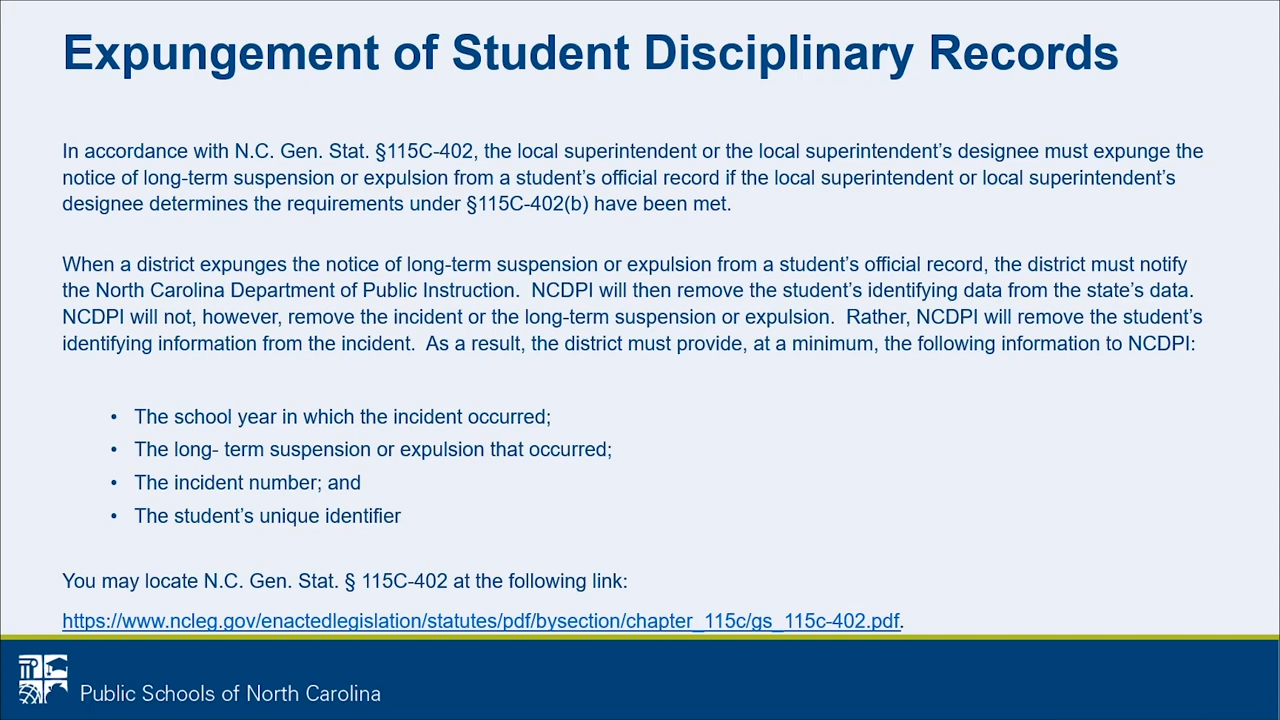 Expungement of Student Disciplinary Records
In accordance with N.C. Gen. Stat. §115C-402, the local superintendent or the local superintendent’s designee must expunge the
notice of long-term suspension or expulsion from a student’s official record if the local superintendent or local superintendent’s
designee determines the requirements under §115C-402(b) have been met.
When a district expunges the notice of long-term suspension or expulsion from a student’s official record, the district must notify
the North Carolina Department of Public Instruction.  NCDPI will then remove the student’s identifying data from the state’s data.
NCDPI will not, however, remove the incident or the long-term suspension or expulsion.  Rather, NCDPI will remove the student’s
identifying information from the incident.  As a result, the district must provide, at a minimum, the following information to NCDPI:
• The school year in which the incident occurred;
• The long- term suspension or expulsion that occurred;
• The incident number; and
• The student’s unique identifier
You may locate N.C. Gen. Stat. § 115C-402 at the following link:
https://www.ncleg.gov/enactedlegislation/statutes/pdf/bysection/chapter_115c/gs_115c-402.pdf.
Public Schools of North Carolina